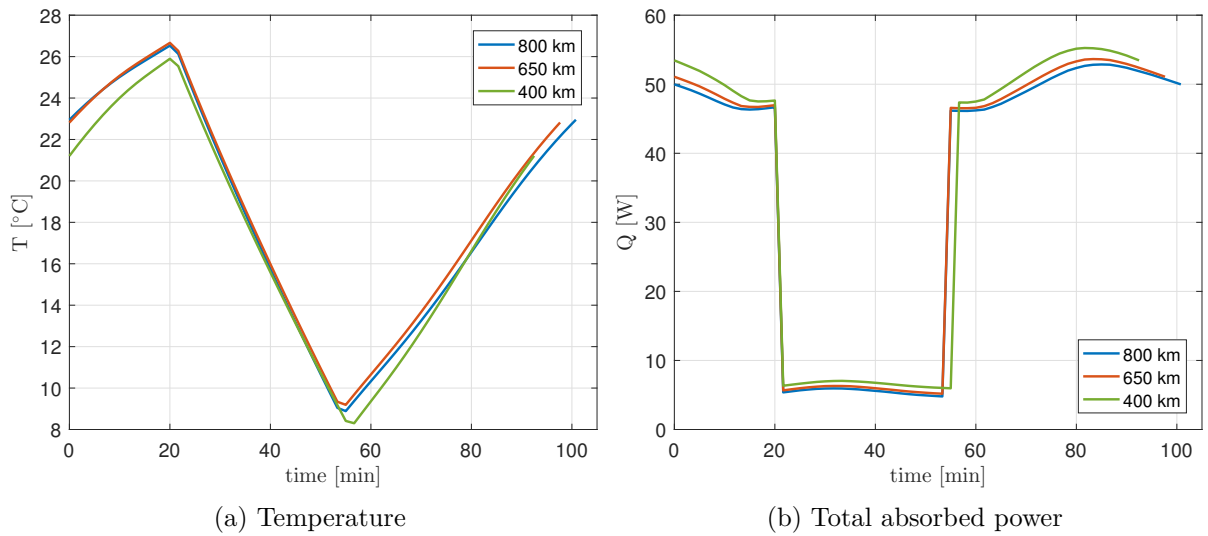 28
26
24
22
20
18
16
14
12
10
8
T [°C]
0 20 40 60 80 100
time [min]
800 km
650 km
400 km
(a) Temperature
60
50
40
30
20
10
0
Q [W]
0 20 40 60 80 100
time [min]
800 km
650 km
400 km
(b) Total absorbed power